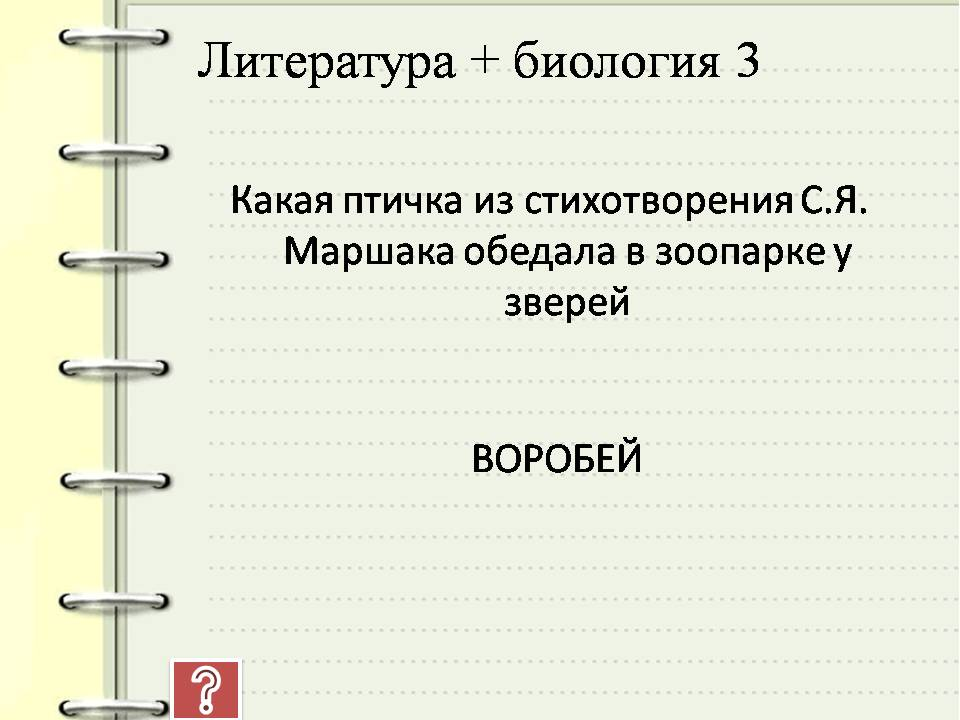 Литература + биология 3
Какая птичка из стихотворения С.Я.
Маршака обедала в зоопарке у
зверей
ВОРОБЕЙ
?